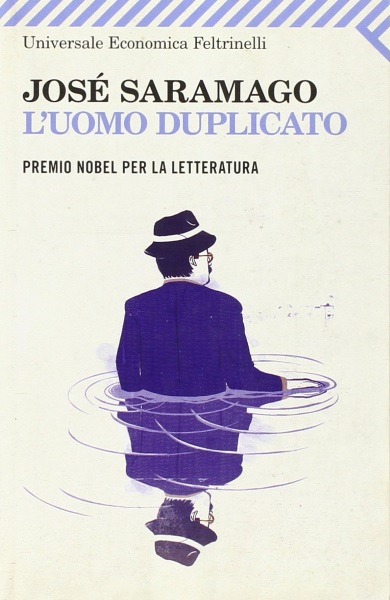 Universale Economica Feltrinelli
JOSÉ SARAMAGO
L'UOMO DUPLICATO
PREMIO NOBEL PER LA LETTERATURA